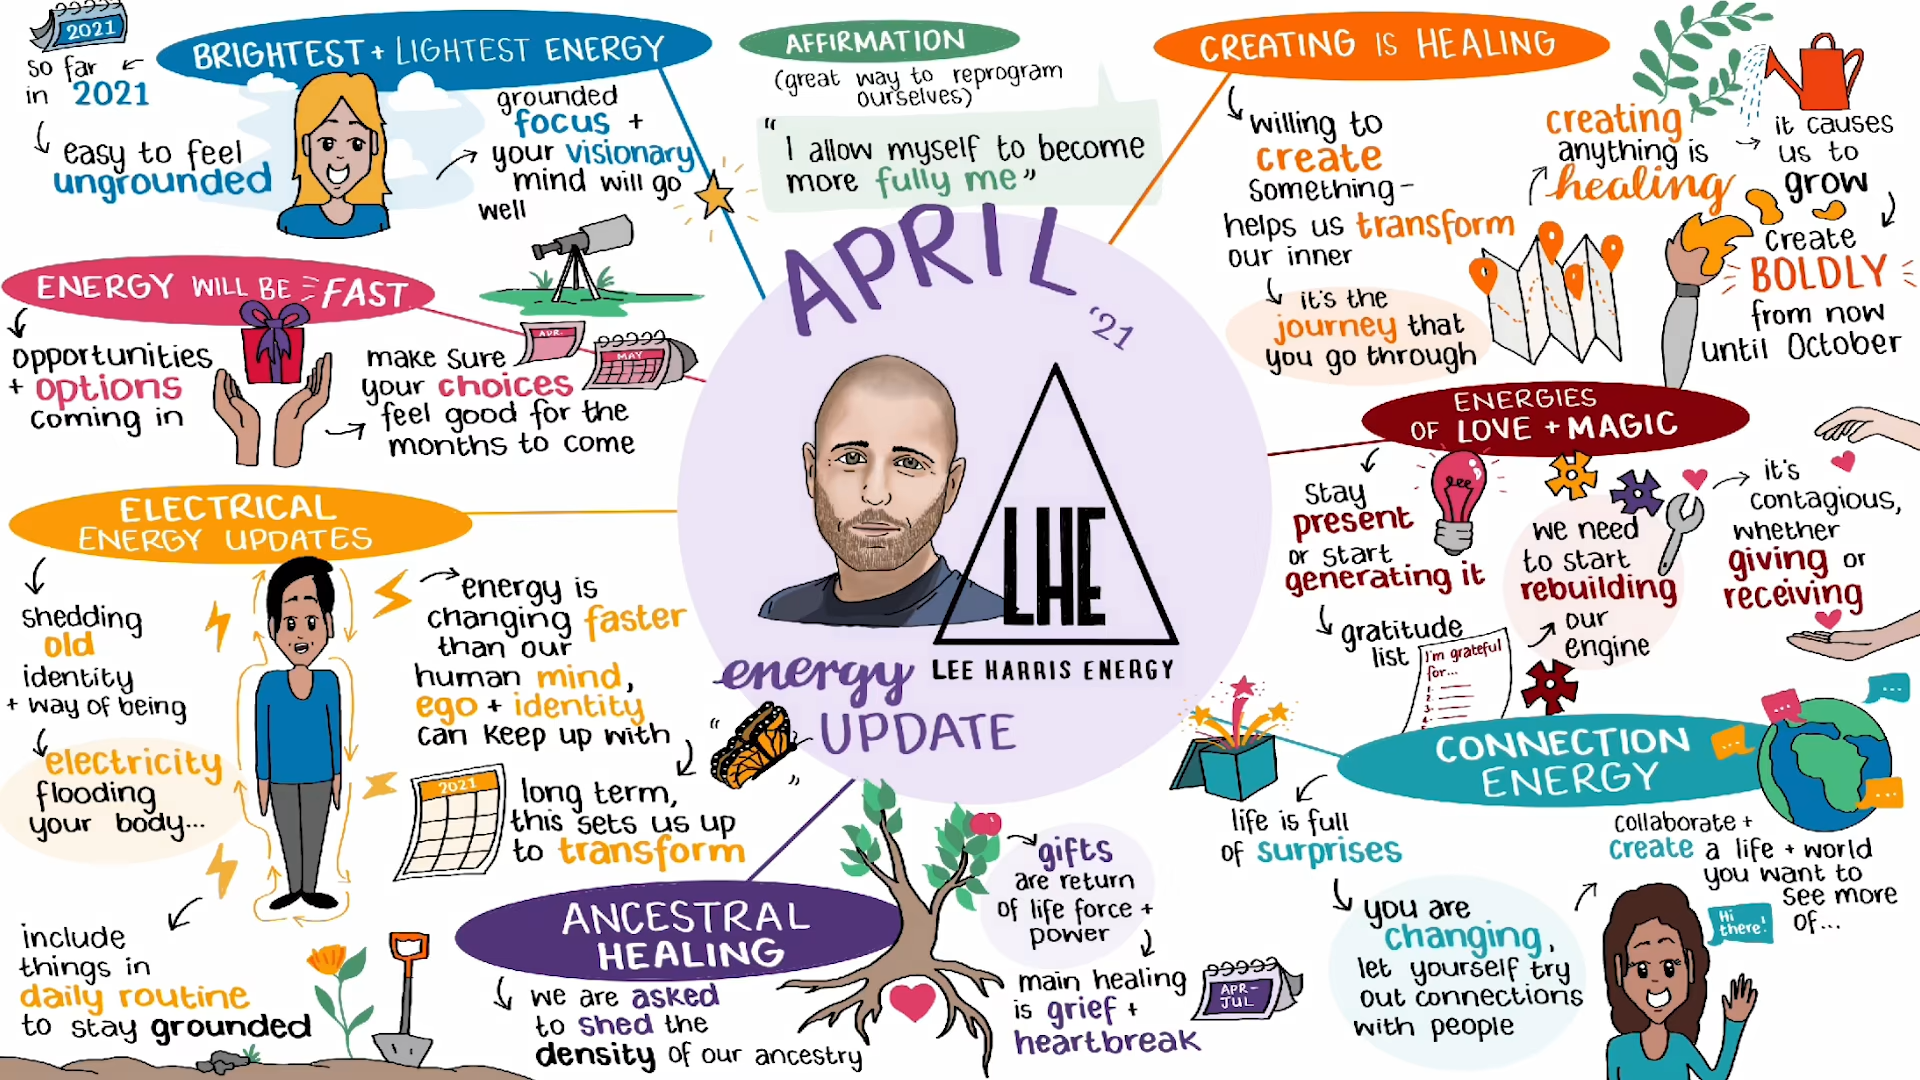 2021
so far
in 2021
BRIGHTEST + LIGHTEST ENERGY
easy to feel
ungrounded
grounded
focus +
your visionary
mind will go
well
ENERGY WILL BE FAST
opportunities
+ options
coming in
make sure
your choices
feel good for the
months to come
APR.
MAY
ELECTRICAL
ENERGY UPDATES
shedding
old
identity
+ way of being
electricity
flooding
your body...
include
things in
daily routine
to stay grounded
energy is
changing faster
than our
human mind,
ego + identity
can keep up with
2021
long term,
this sets us up
to transform
AFFIRMATION
(great way to reprogram
ourselves)
"I allow myself to become
more fully me"
APRIL
'21
LHE
LEE HARRIS ENERGY
energy
UPDATE
ANCESTRAL
HEALING
we are asked
to shed the
density of our ancestry
gifts
are return
of life force +
power
main healing
is grief +
heartbreak
APR-
JUL
CREATING IS HEALING
willing to
create
something-
helps us transform
our inner
it's the
journey that
you go through
creating
anything is
healing
it causes
us to
grow
create
BOLDLY
from now
until October
ENERGIES
OF LOVE + MAGIC
stay
present
or start
generating it
gratitude
list
I'm grateful
for...
1.
2.
3.
4.
we need
to start
rebuilding
our
engine
it's
contagious,
whether
giving or
receiving
CONNECTION
ENERGY
life is full
of surprises
you are
changing,
let yourself try
out connections
with people
collaborate +
create a life + world
you want to
see more
of...
Hi
there!